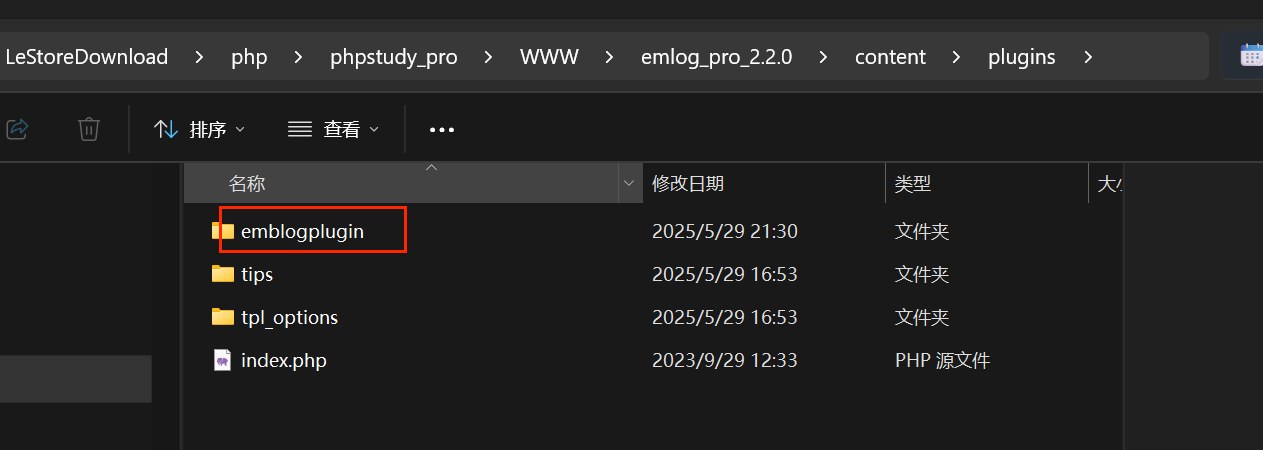 LeStoreDownload > php > phpstudy_pro > WWW > emlog_pro_2.2.0 > content > plugins >
排序 查看
名称 修改日期 类型
emblogplugin 2025/5/29 21:30 文件夹
tips 2025/5/29 16:53 文件夹
tpl_options 2025/5/29 16:53 文件夹
index.php 2023/9/29 12:33 PHP 源文件